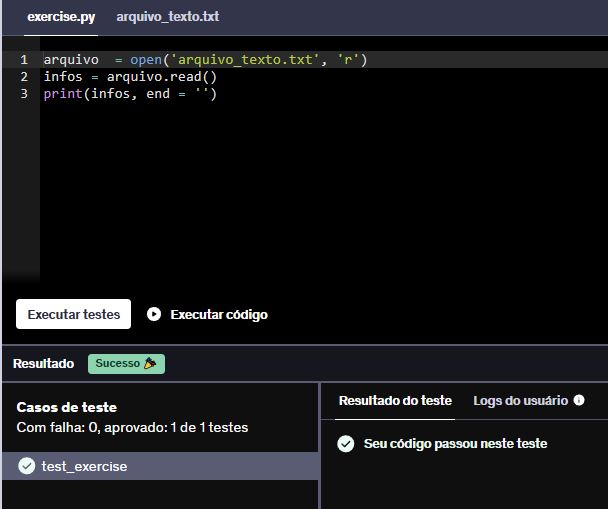 exercise.py arquivo_texto.txt
1 arquivo  = open('arquivo_texto.txt', 'r')
2 infos = arquivo.read()
3 print(infos, end = '')
Executar testes Executar código
Resultado Sucesso 🎉
Casos de teste
Com falha: 0, aprovado: 1 de 1 testes
test_exercise
Resultado do teste Logs do usuário
Seu código passou neste teste